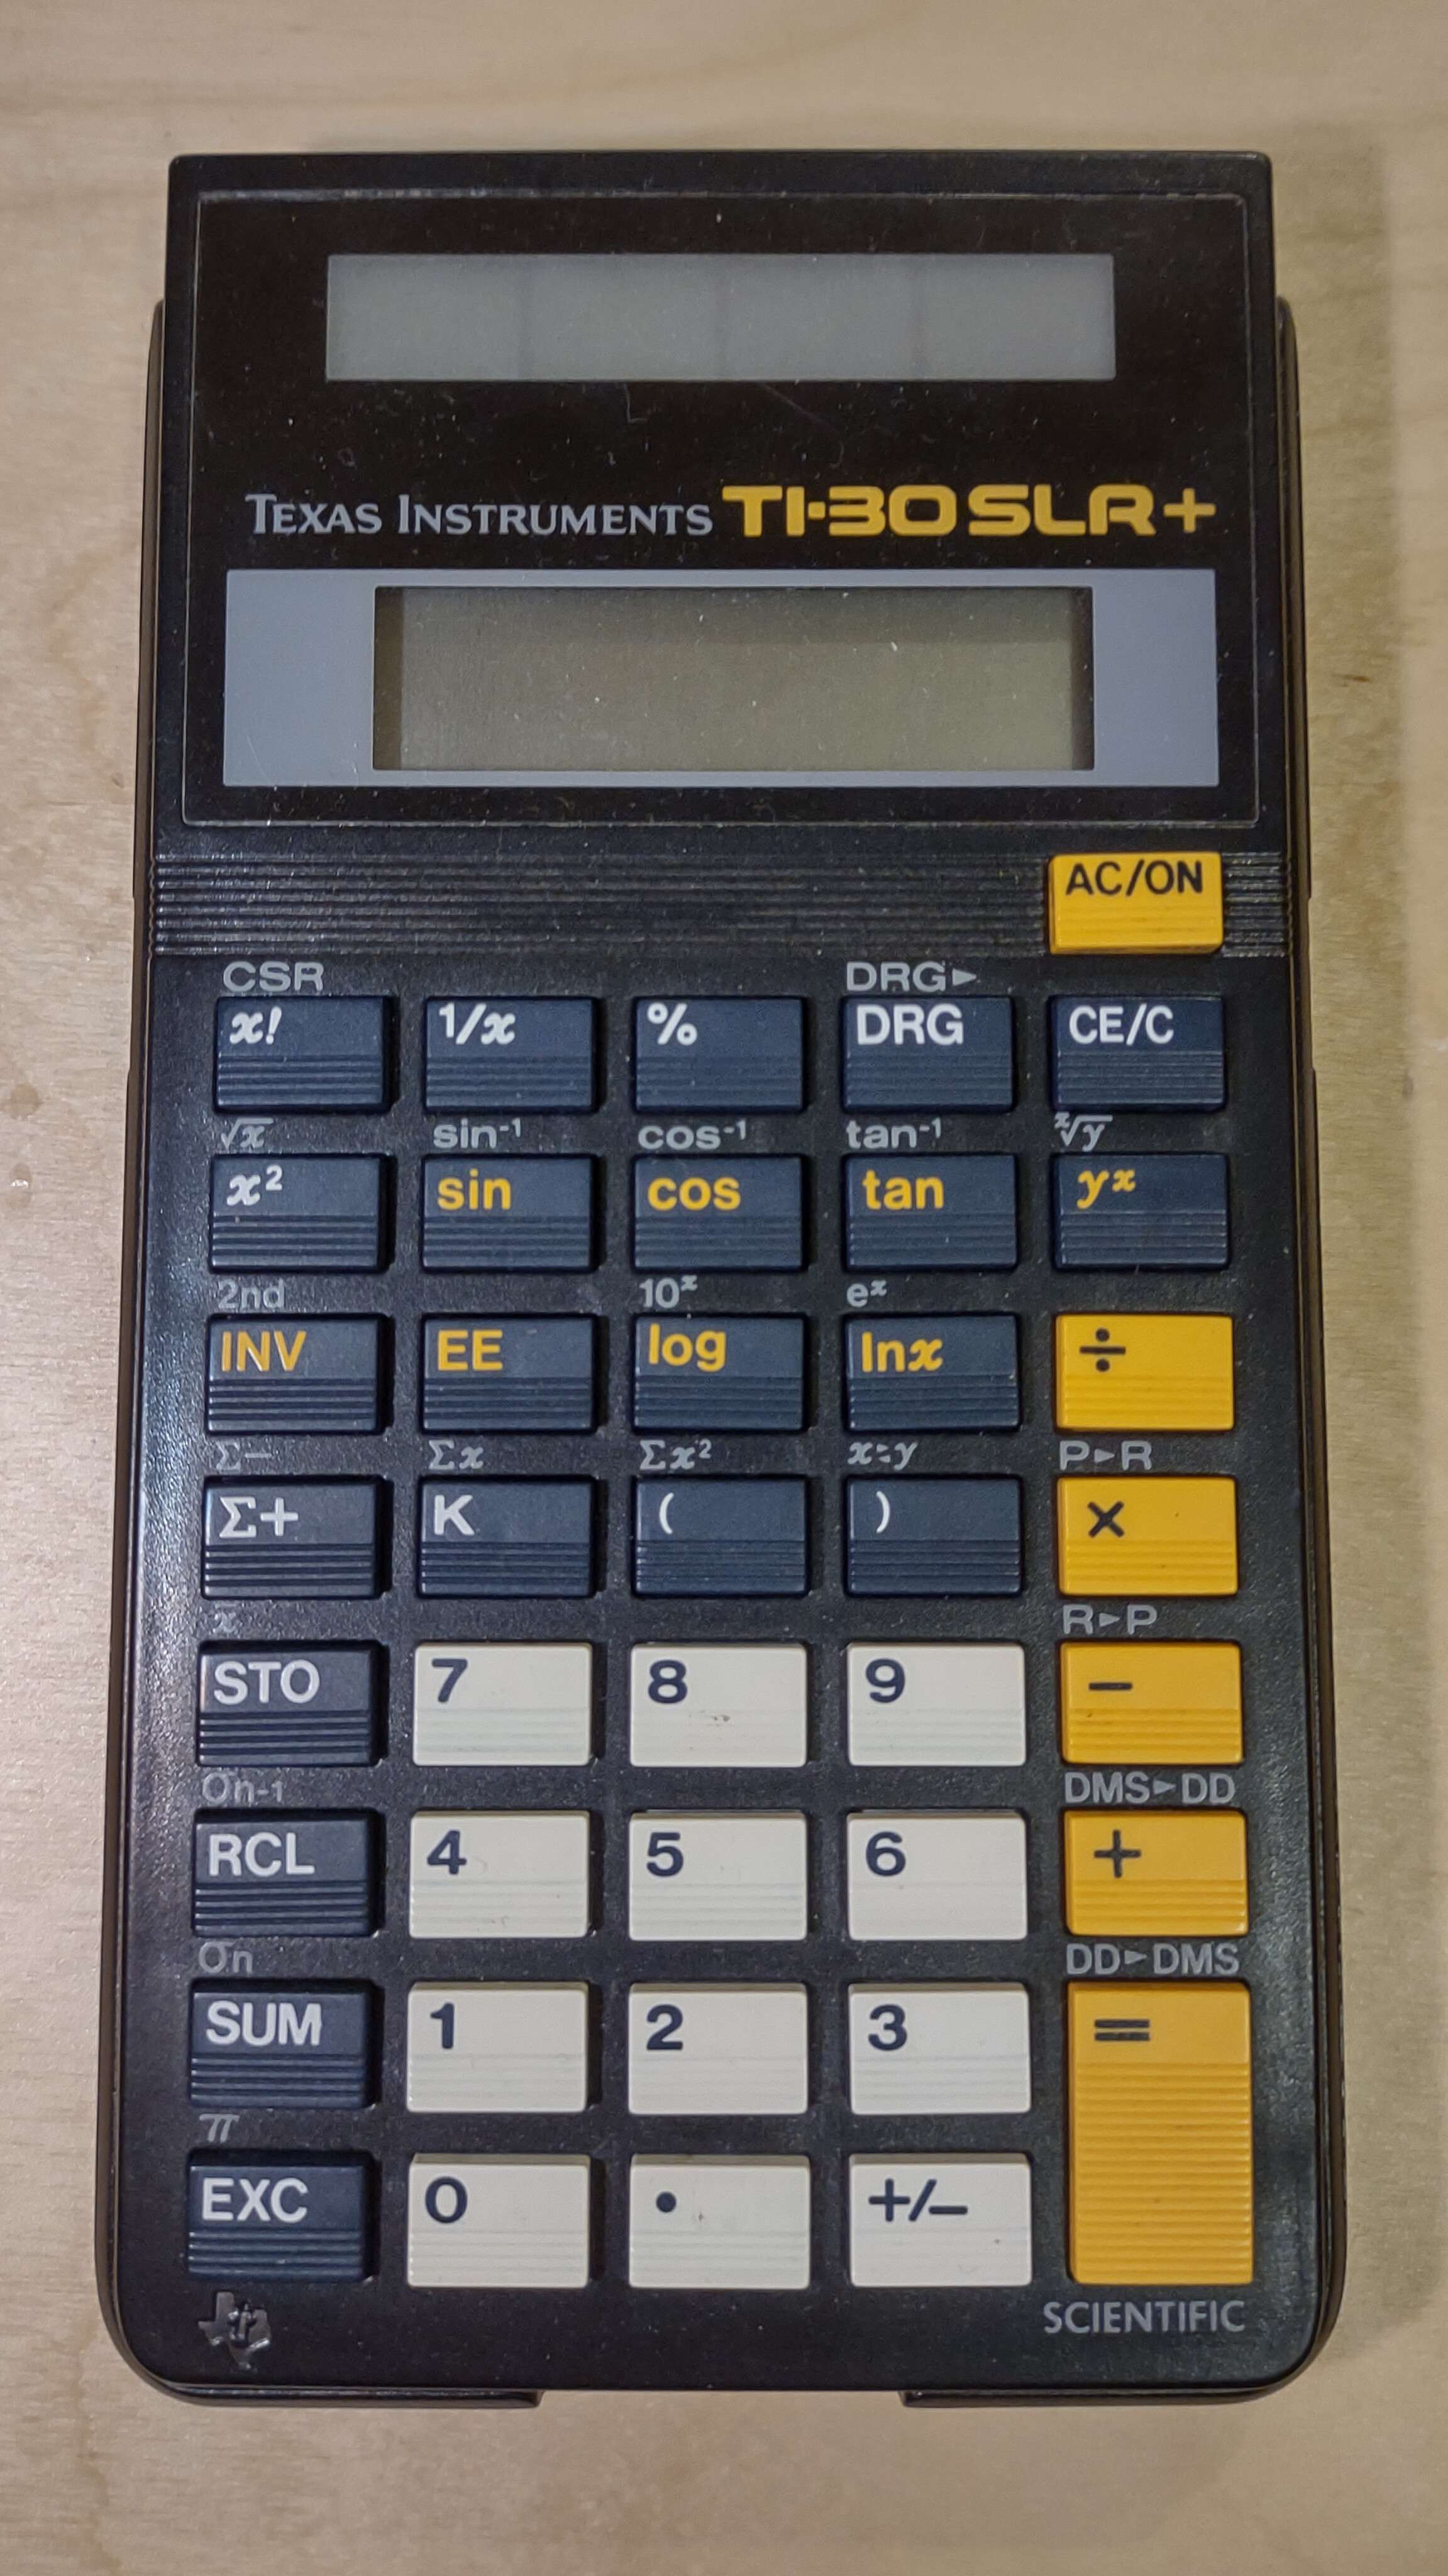 TEXAS INSTRUMENTS TI-30 SLR+
AC/ON
CSR DRG►
x! 1/x % DRG CE/C
√x sin⁻¹ cos⁻¹ tan⁻¹ ˣ√y
x² sin cos tan yˣ
2nd 10ˣ eˣ
INV EE log lnx ÷
Σ− Σx Σx² x:y P►R
Σ+ K ( ) ×
x̄ R►P
STO 7 8 9 −
σn-1 DMS►DD
RCL 4 5 6 +
σn DD►DMS
SUM 1 2 3 =
π
EXC 0 • +/−
SCIENTIFIC